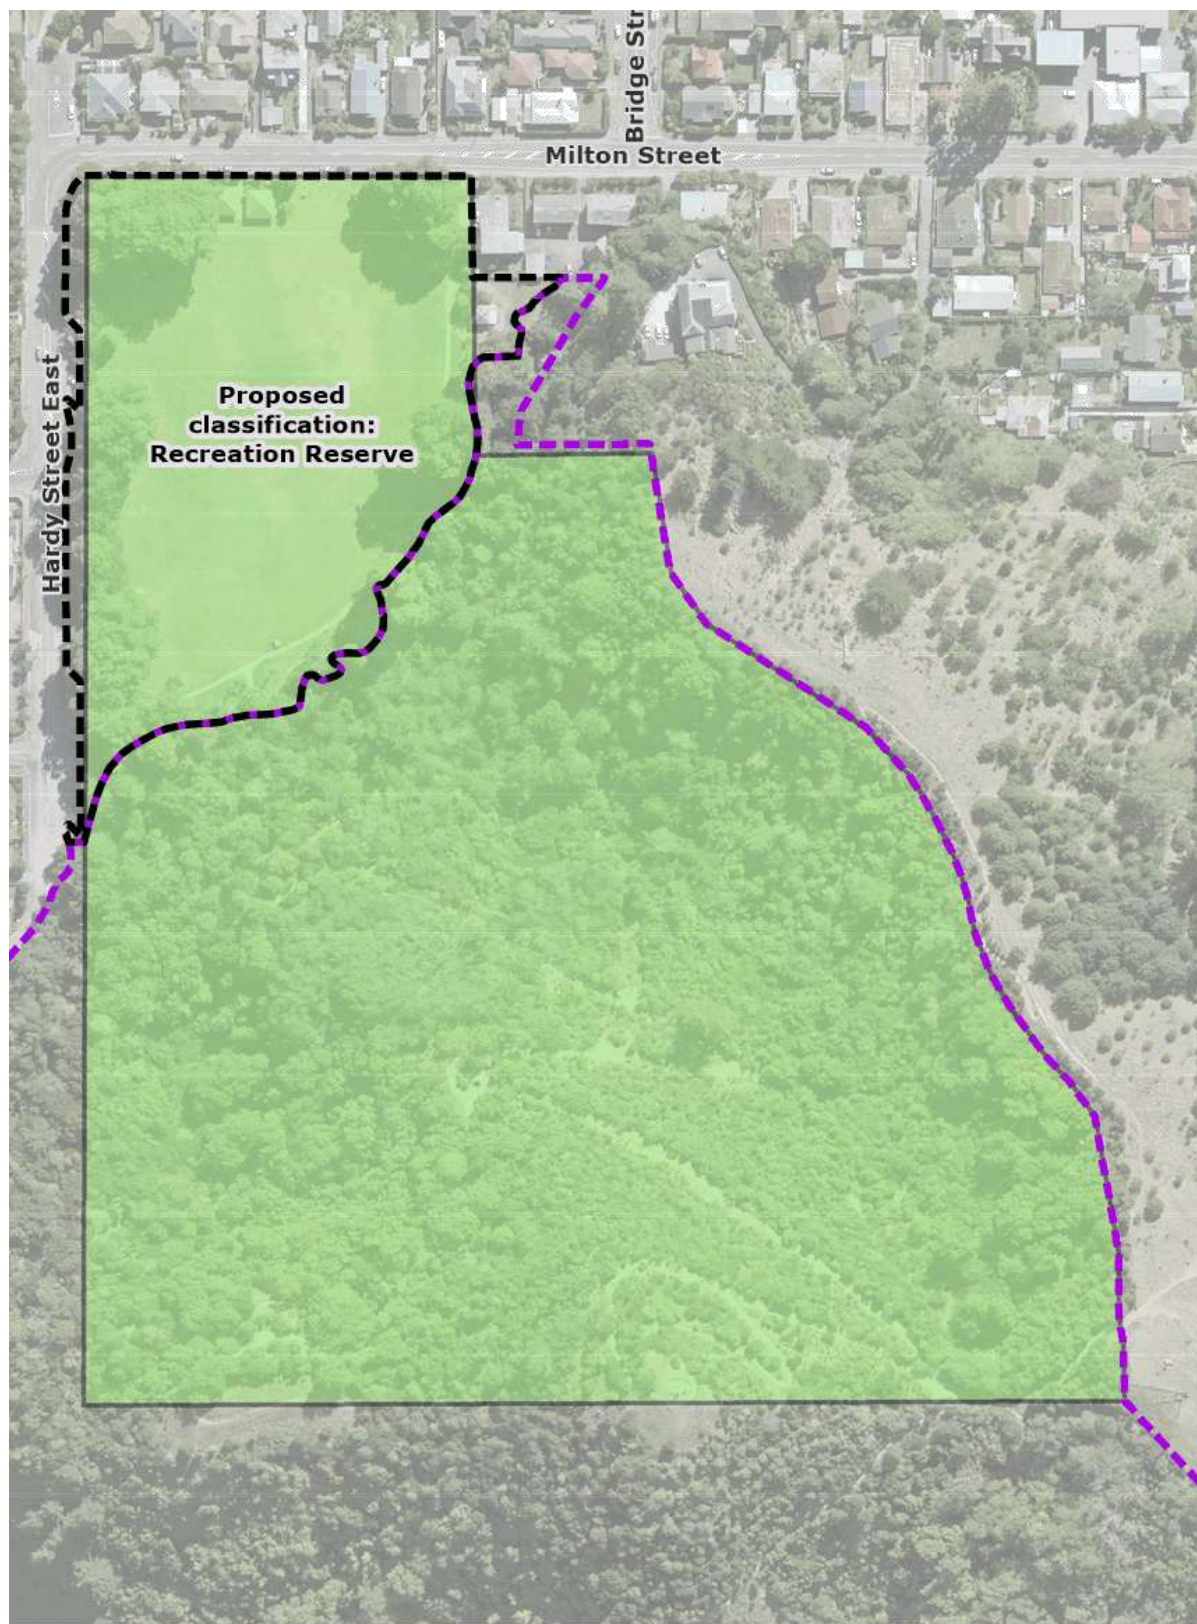 Bridge Str
Milton Street
Hardy Street East
Proposed
classification:
Recreation Reserve